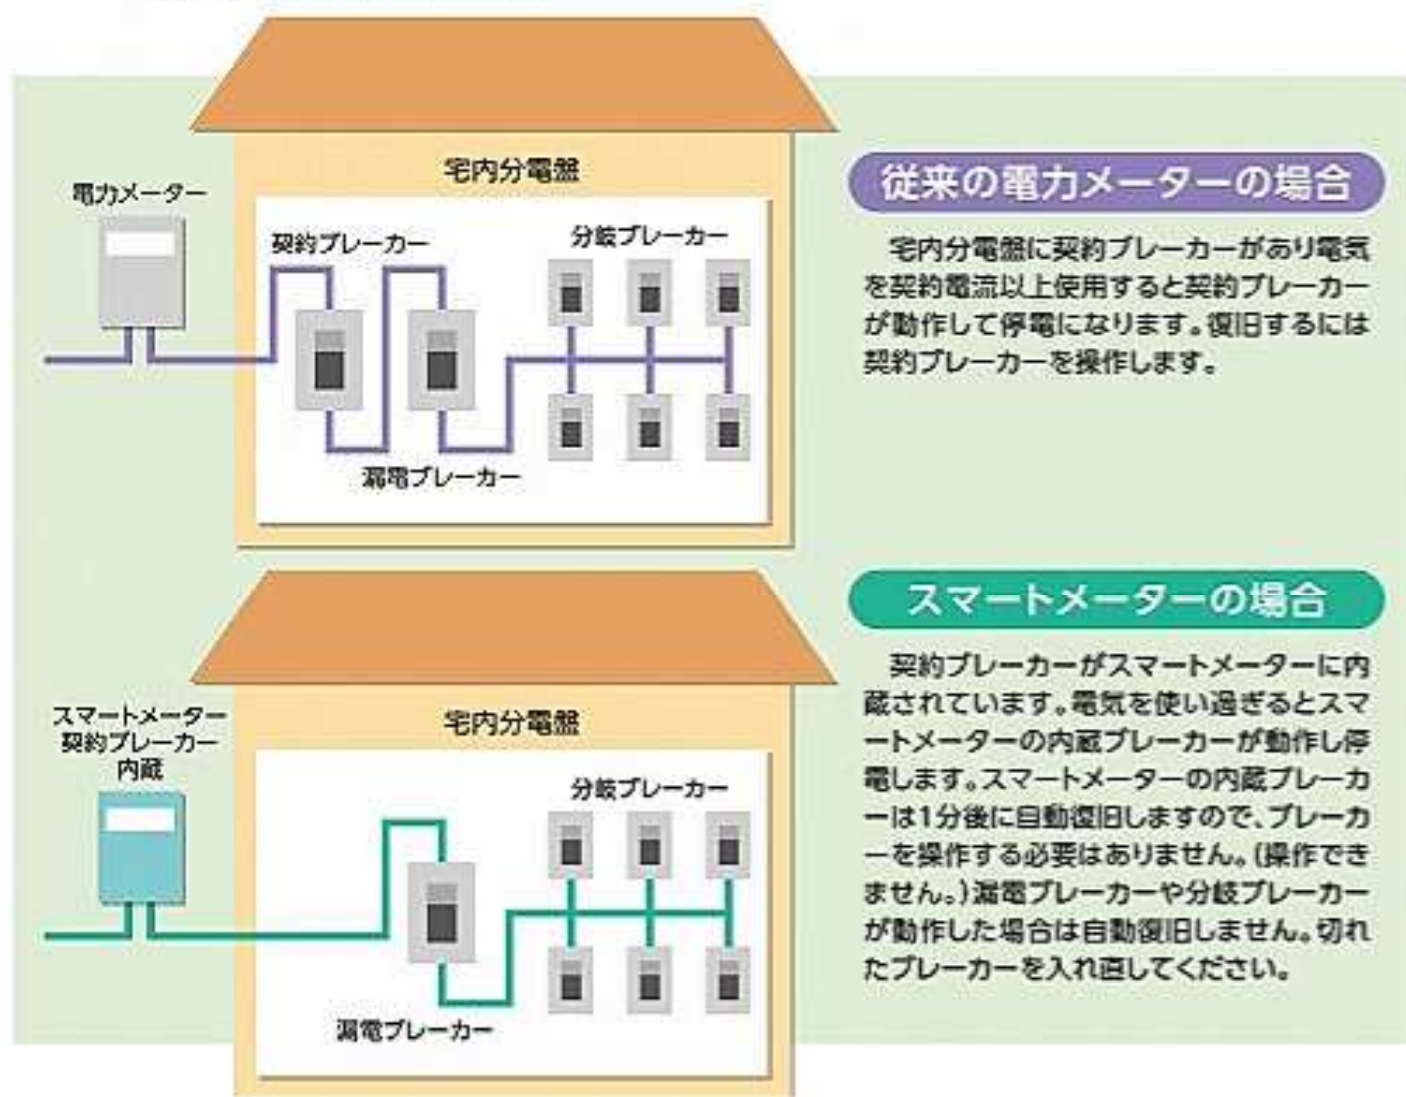 宅内分電盤
電力メーター
契約ブレーカー
分岐ブレーカー
漏電ブレーカー
従来の電力メーターの場合
宅内分電盤に契約ブレーカーがあり電気
を契約電流以上使用すると契約ブレーカー
が動作して停電になります。復旧するには
契約ブレーカーを操作します。
宅内分電盤
スマートメーター
契約ブレーカー
内蔵
分岐ブレーカー
漏電ブレーカー
スマートメーターの場合
契約ブレーカーがスマートメーターに内
蔵されています。電気を使い過ぎるとスマ
ートメーターの内蔵ブレーカーが動作し停
電します。スマートメーターの内蔵ブレーカ
ーは1分後に自動復旧しますので、ブレーカ
ーを操作する必要はありません。(操作でき
ません。)漏電ブレーカーや分岐ブレーカー
が動作した場合は自動復旧しません。切れ
たブレーカーを入れ直してください。